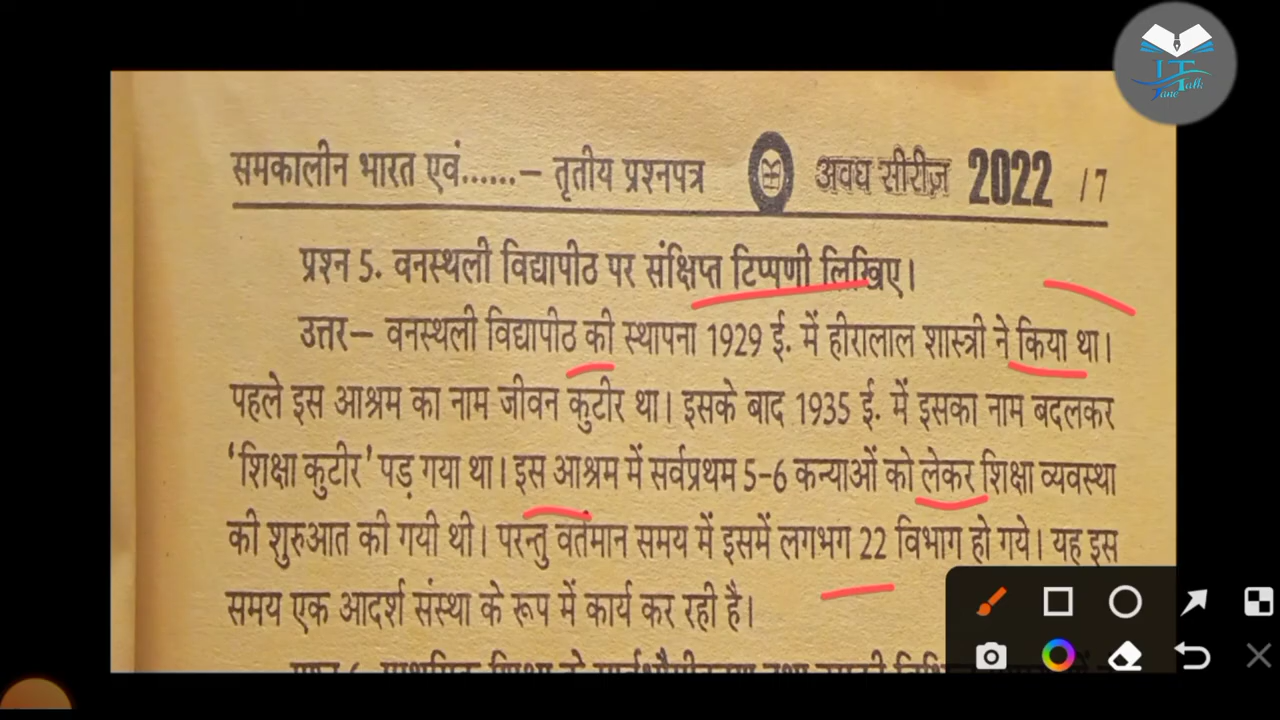 समकालीन भारत एवं......– तृतीय प्रश्नपत्र अवध सीरीज़ 2022 / 7
प्रश्न 5. वनस्थली विद्यापीठ पर संक्षिप्त टिप्पणी लिखिए।
उत्तर– वनस्थली विद्यापीठ की स्थापना 1929 ई. में हीरालाल शास्त्री ने किया था।
पहले इस आश्रम का नाम जीवन कुटीर था। इसके बाद 1935 ई. में इसका नाम बदलकर
'शिक्षा कुटीर' पड़ गया था। इस आश्रम में सर्वप्रथम 5-6 कन्याओं को लेकर शिक्षा व्यवस्था
की शुरुआत की गयी थी। परन्तु वर्तमान समय में इसमें लगभग 22 विभाग हो गये। यह इस
समय एक आदर्श संस्था के रूप में कार्य कर रही है।